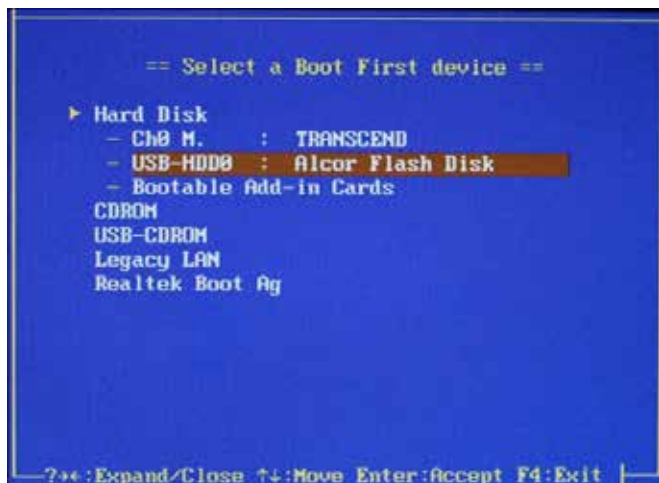 == Select a Boot First device ==
► Hard Disk
– Ch0 M. : TRANSCEND
– USB-HDD0 : Alcor Flash Disk
– Bootable Add-in Cards
CDROM
USB-CDROM
Legacy LAN
Realtek Boot Ag
?→←:Expand/Close ↑↓:Move Enter:Accept F4:Exit